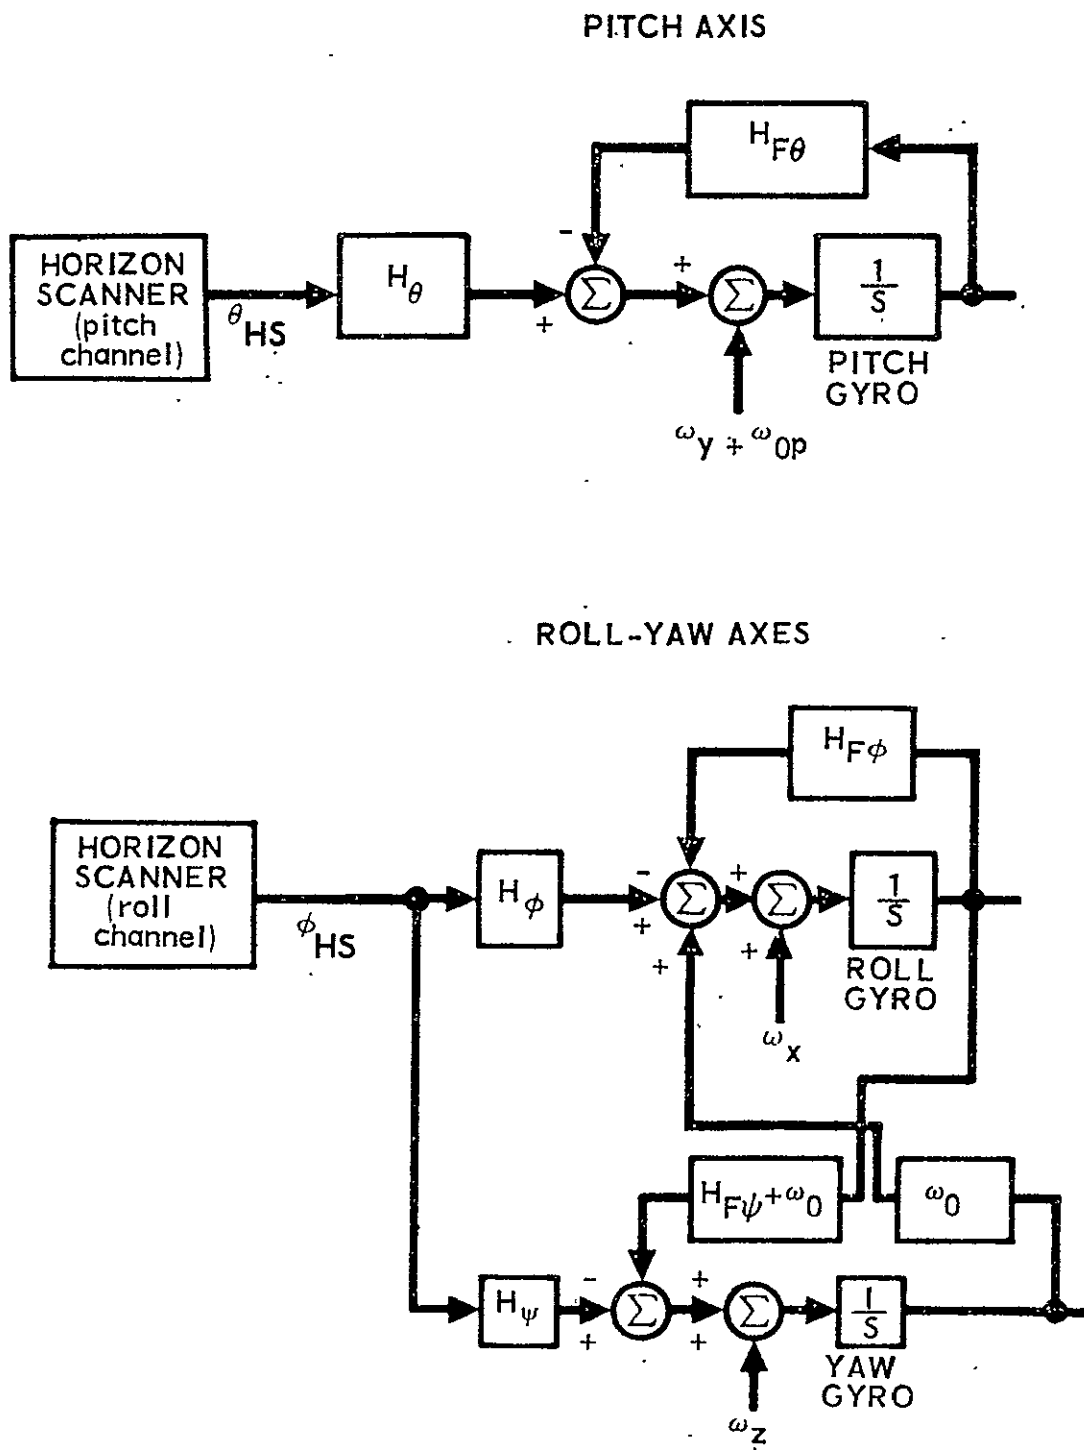 PITCH AXIS
H_Fθ
HORIZON
SCANNER
(pitch
channel)
θ_HS
H_θ
-
+
Σ
+
Σ
1/S
PITCH
GYRO
ω_y + ω_0p
ROLL-YAW AXES
H_Fϕ
HORIZON
SCANNER
(roll
channel)
ϕ_HS
H_ϕ
-
+
+
Σ
+
+
Σ
1/S
ROLL
GYRO
ω_x
H_Fψ+ω_0
ω_0
H_ψ
-
+
Σ
+
+
Σ
1/S
YAW
GYRO
ω_z